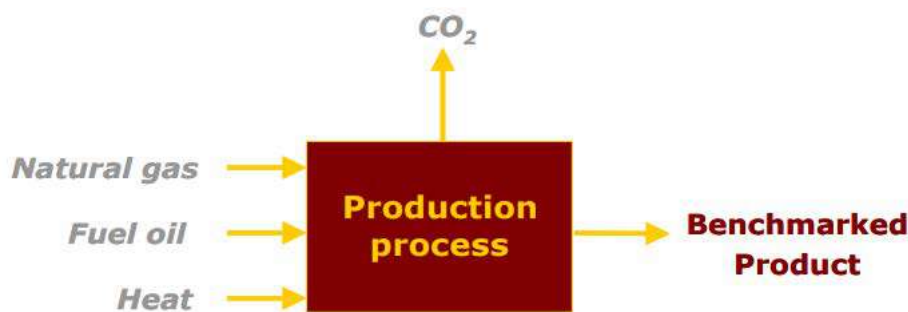 CO₂
Natural gas
Fuel oil
Heat
Production
process
Benchmarked
Product